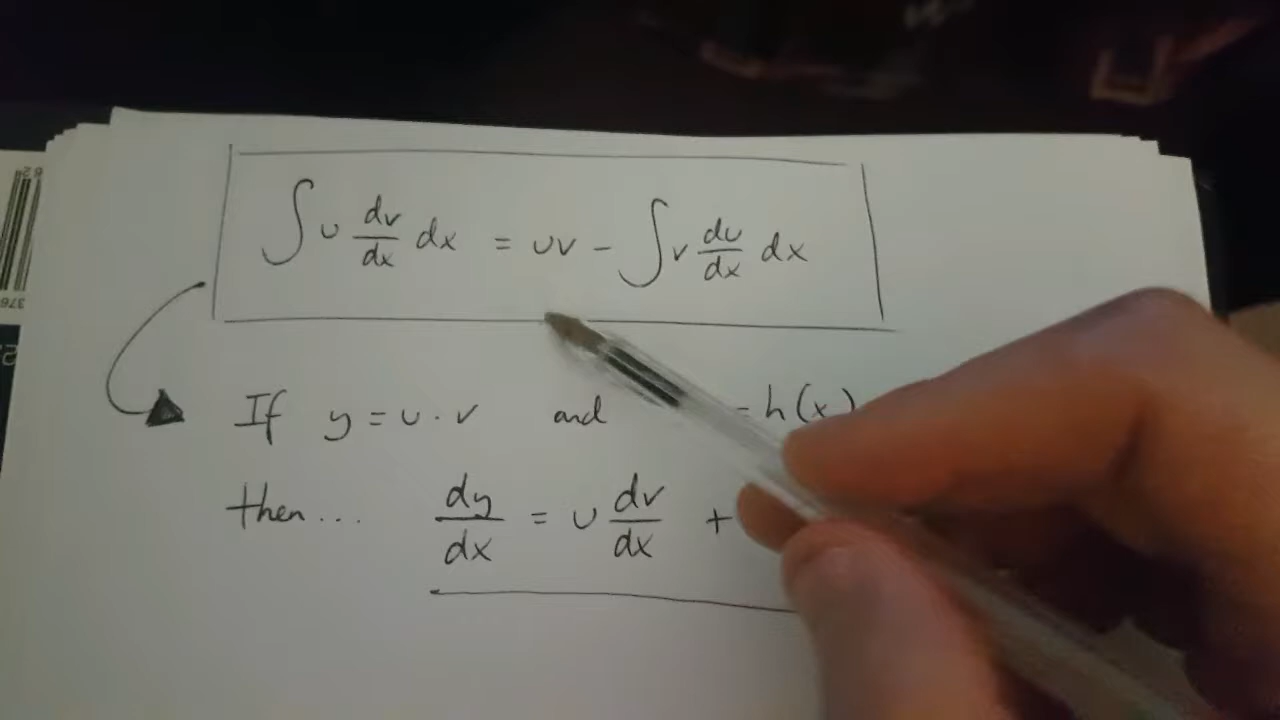 ∫ u dv/dx dx = uv - ∫ v du/dx dx
If y = u · v and = h(x)
then... dy/dx = u dv/dx +